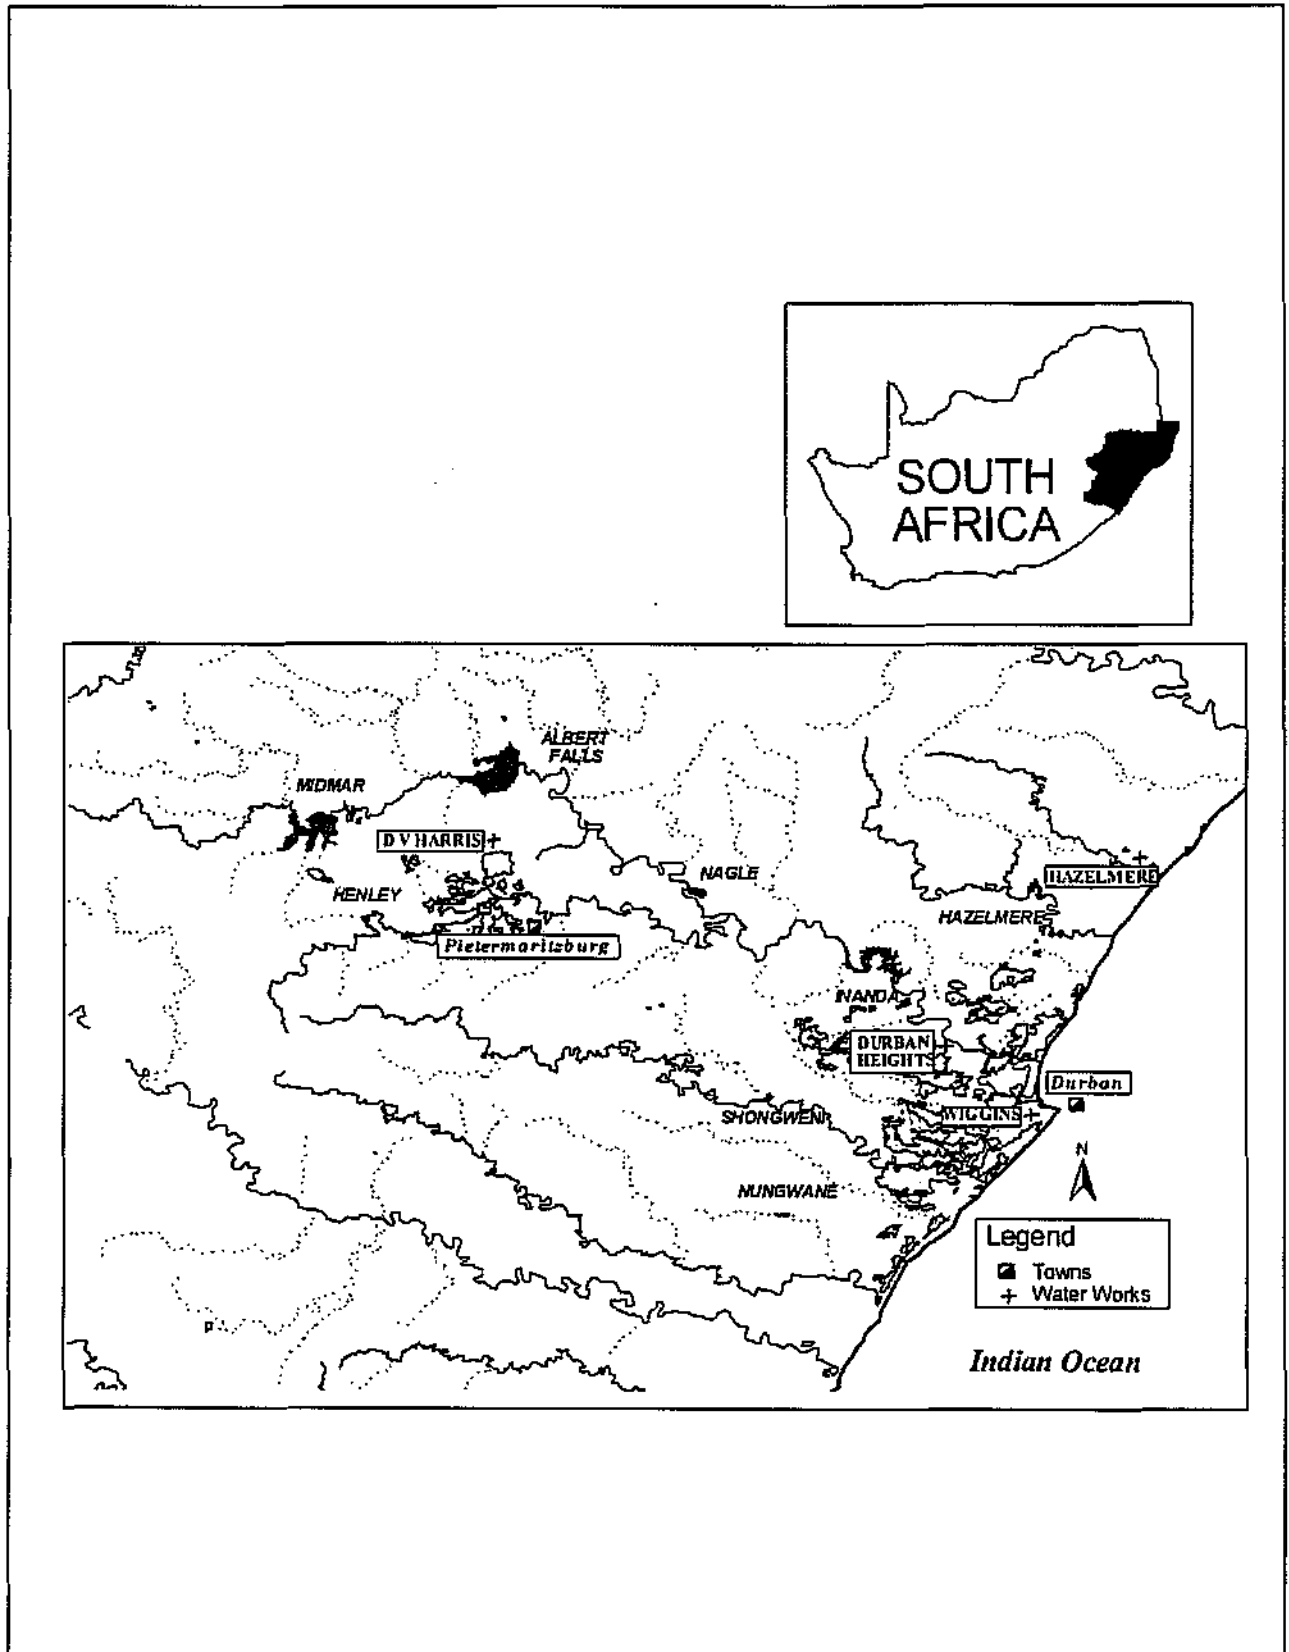 SOUTH
AFRICA
ALBERT
FALLS
MIDMAR
D V HARRIS
HENLEY
NAGLE
HAZELMERE
HAZELMERE
Pietermaritzburg
INANDA
DURBAN
HEIGHTS
Durban
SHONGWENI
WIGGINS
N
NUNGWANE
Legend
Towns
Water Works
Indian Ocean